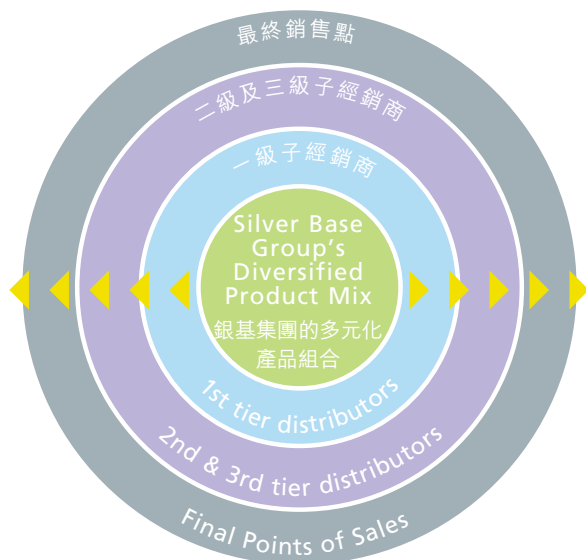 最終銷售點
二級及三級子經銷商
一級子經銷商
Silver Base
Group's
Diversified
Product Mix
銀基集團的多元化
產品組合
1st tier distributors
2nd & 3rd tier distributors
Final Points of Sales